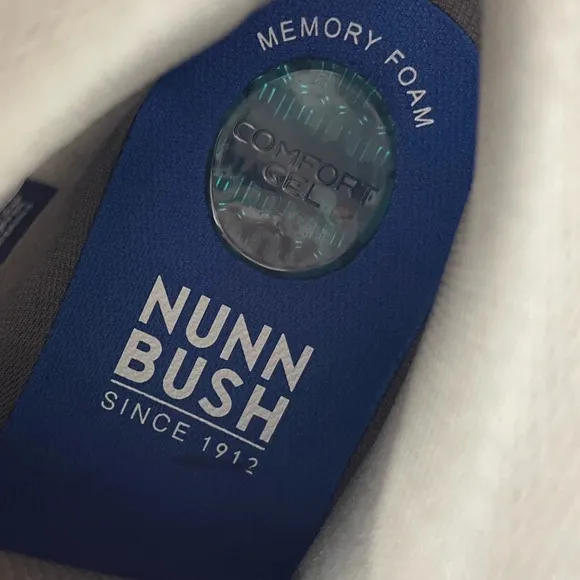 MEMORY FOAM
COMFORT
GEL
NUNN
BUSH
SINCE 1912